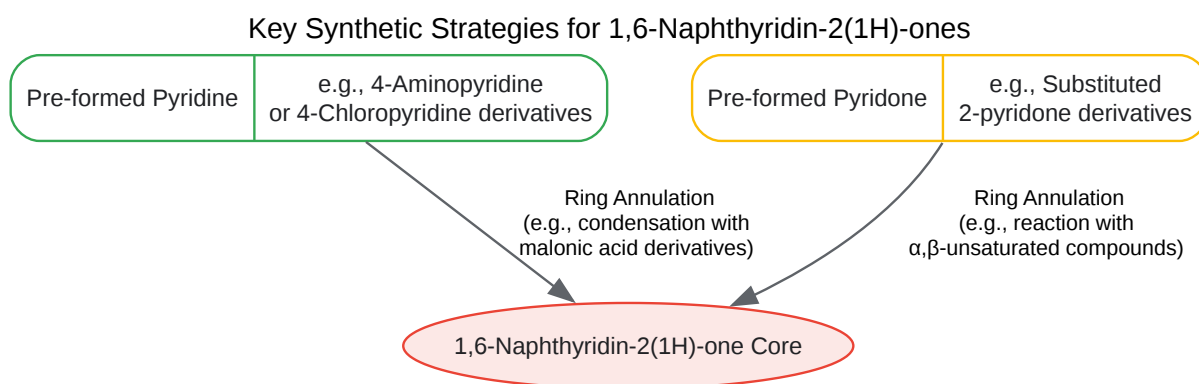 Key Synthetic Strategies for 1,6-Naphthyridin-2(1H)-ones
Pre-formed Pyridine
e.g., 4-Aminopyridine
or 4-Chloropyridine derivatives
Pre-formed Pyridone
e.g., Substituted
2-pyridone derivatives
Ring Annulation
(e.g., condensation with
malonic acid derivatives)
Ring Annulation
(e.g., reaction with
α,β-unsaturated compounds)
1,6-Naphthyridin-2(1H)-one Core